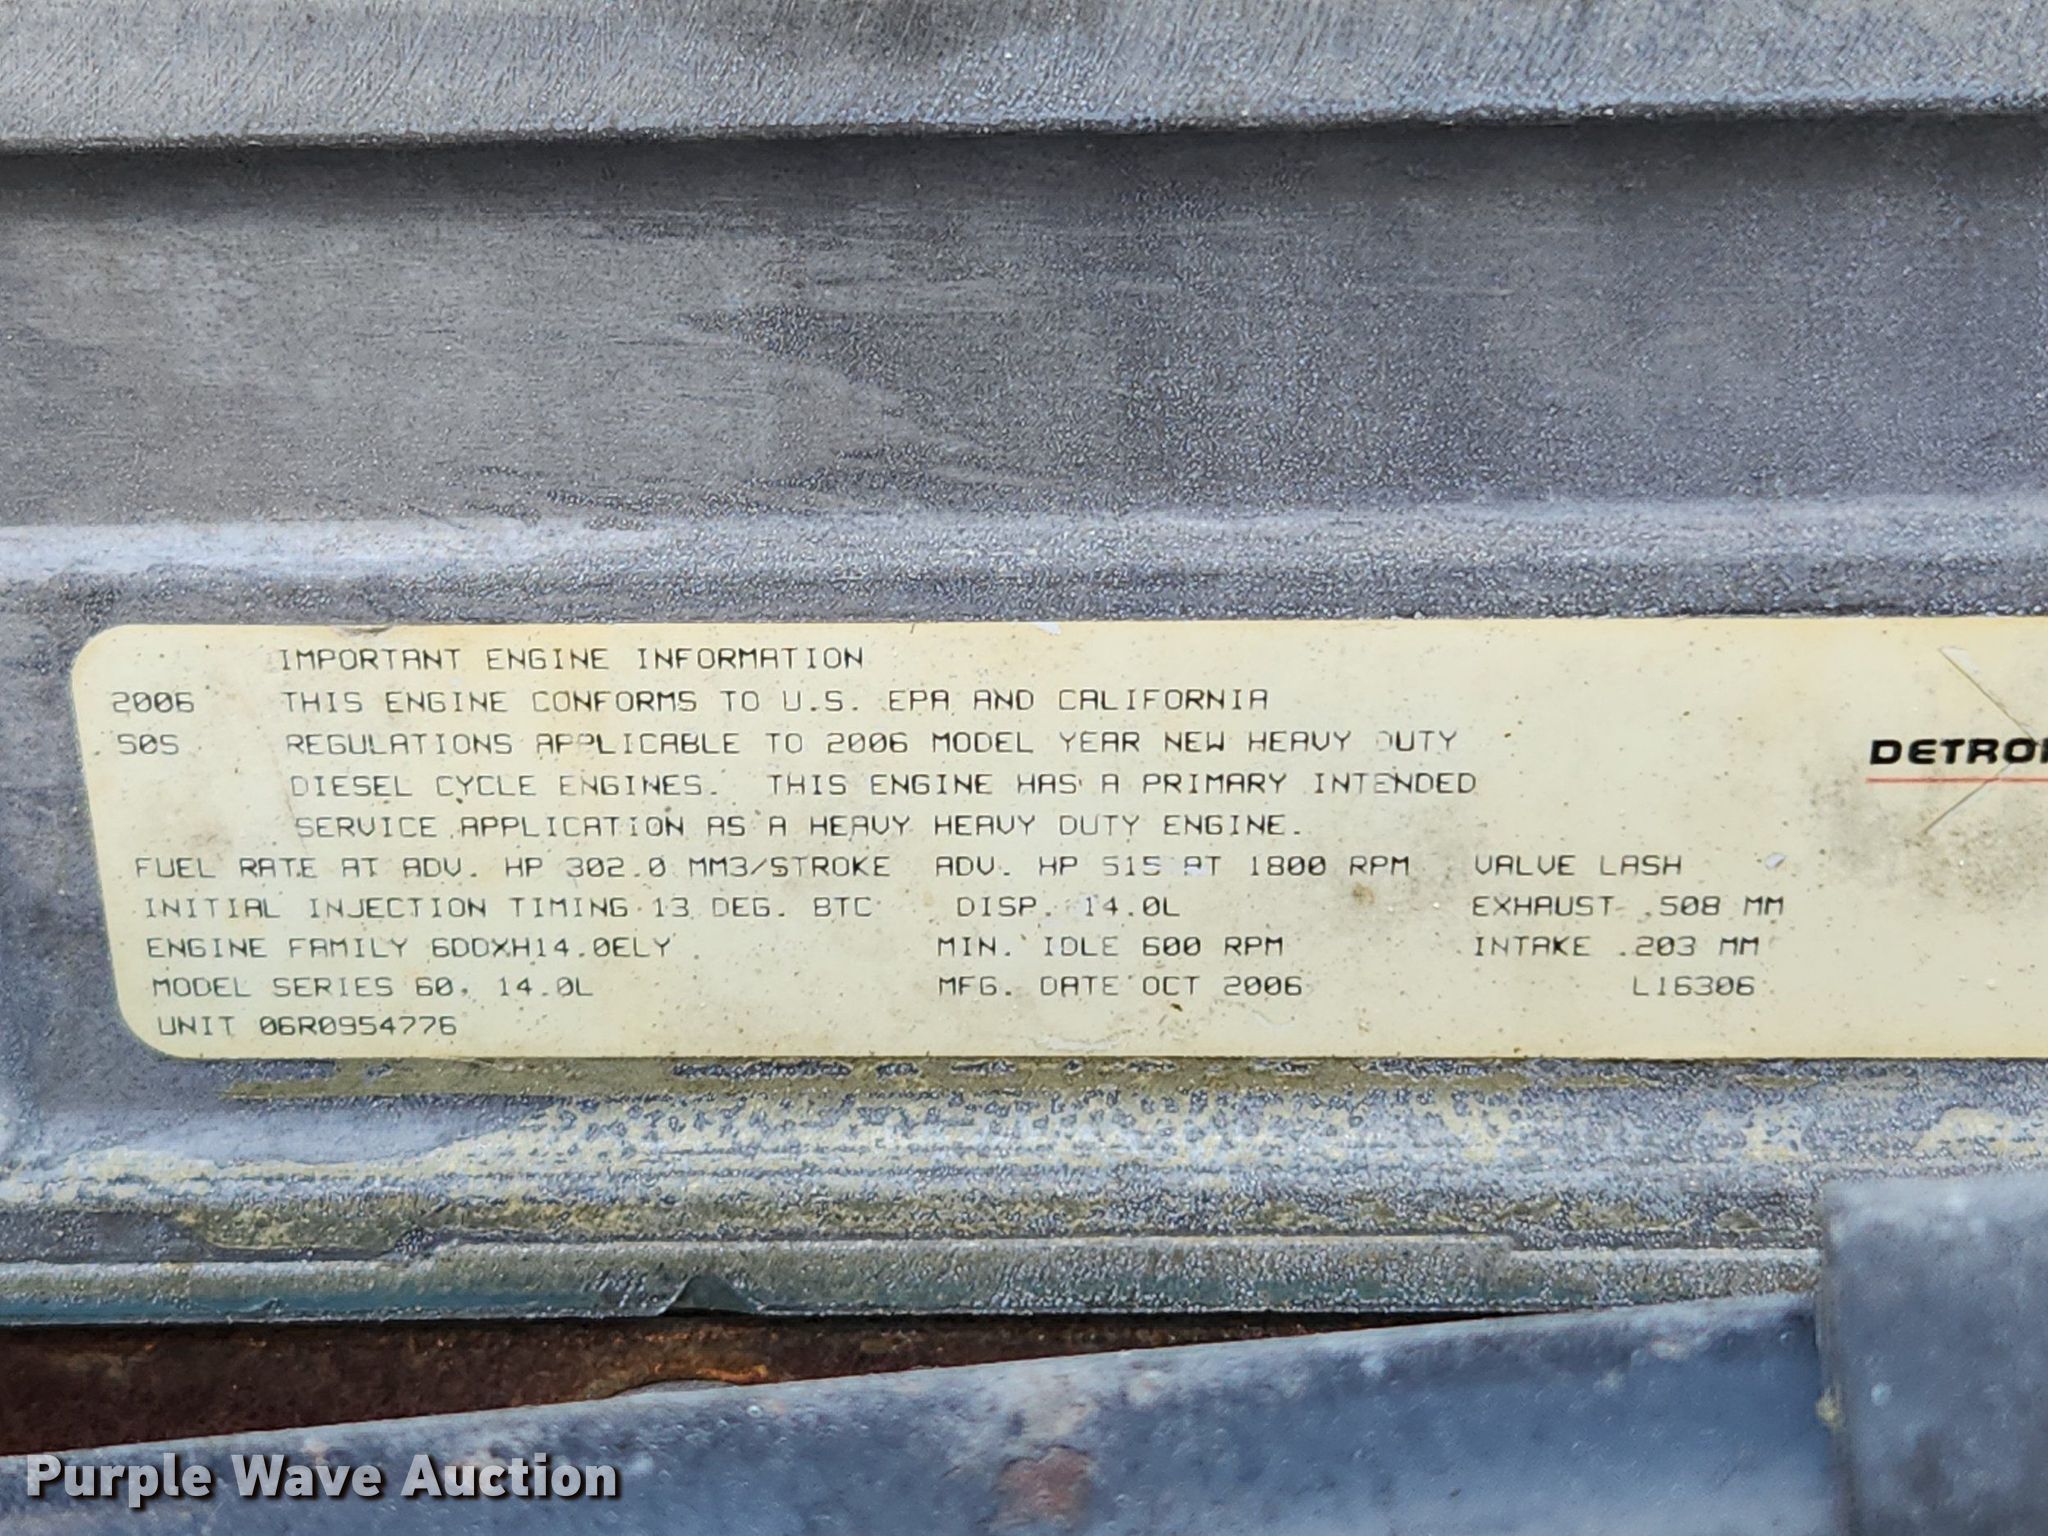 IMPORTANT ENGINE INFORMATION
2006 THIS ENGINE CONFORMS TO U.S. EPA AND CALIFORNIA
505 REGULATIONS APPLICABLE TO 2006 MODEL YEAR NEW HEAVY DUTY
DIESEL CYCLE ENGINES. THIS ENGINE HAS A PRIMARY INTENDED
SERVICE APPLICATION AS A HEAVY HEAVY DUTY ENGINE.
FUEL RATE AT ADV. HP 302.0 MM3/STROKE ADV. HP 515 AT 1800 RPM VALVE LASH
INITIAL INJECTION TIMING 13 DEG. BTC DISP. 14.0L EXHAUST .508 MM
ENGINE FAMILY 6DDXH14.0ELY MIN. IDLE 600 RPM INTAKE .203 MM
MODEL SERIES 60, 14.0L MFG. DATE OCT 2006 L16306
UNIT 06R0954776
DETROI
Purple Wave Auction